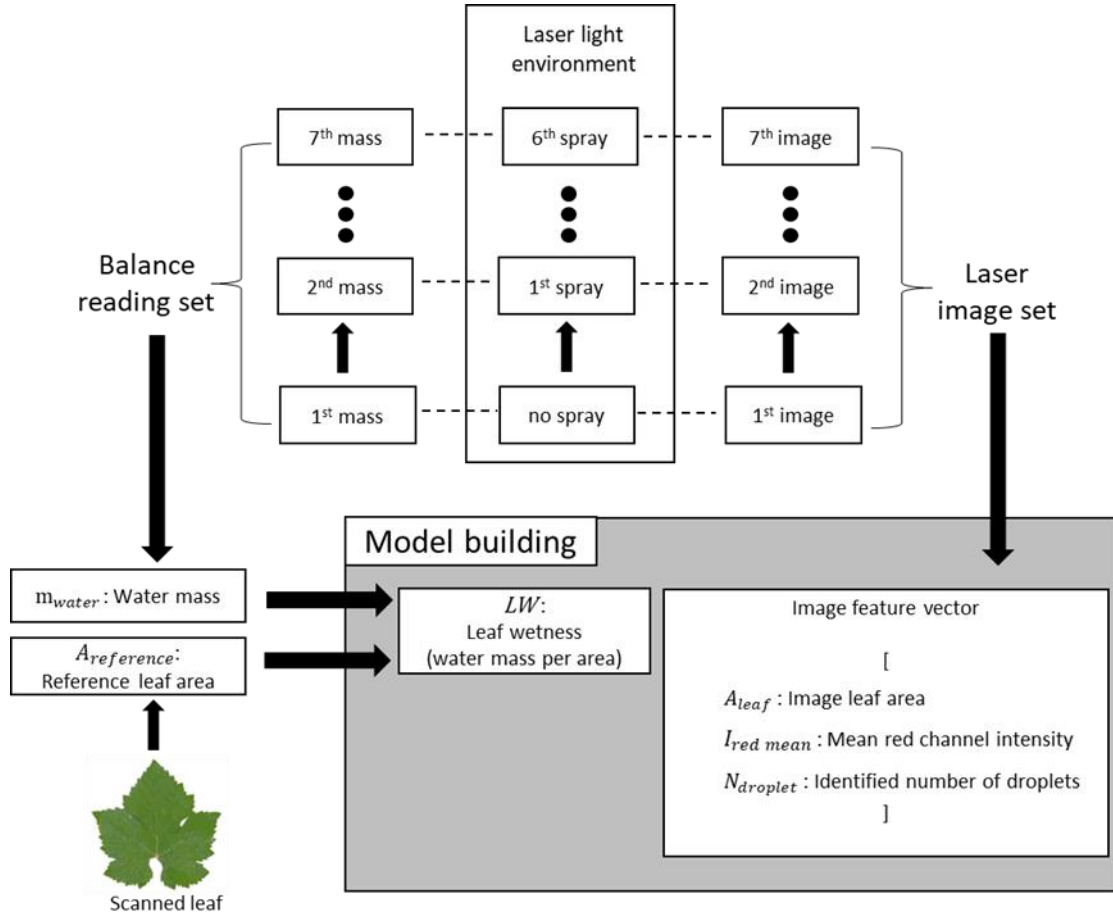 Laser light
environment
7th mass
6th spray
7th image
Balance
reading set
2nd mass
1st spray
2nd image
Laser
image set
1st mass
no spray
1st image
Model building
m_water : Water mass
A_reference:
Reference leaf area
LW:
Leaf wetness
(water mass per area)
Image feature vector
[
A_leaf : Image leaf area
I_red mean : Mean red channel intensity
N_droplet : Identified number of droplets
]
Scanned leaf